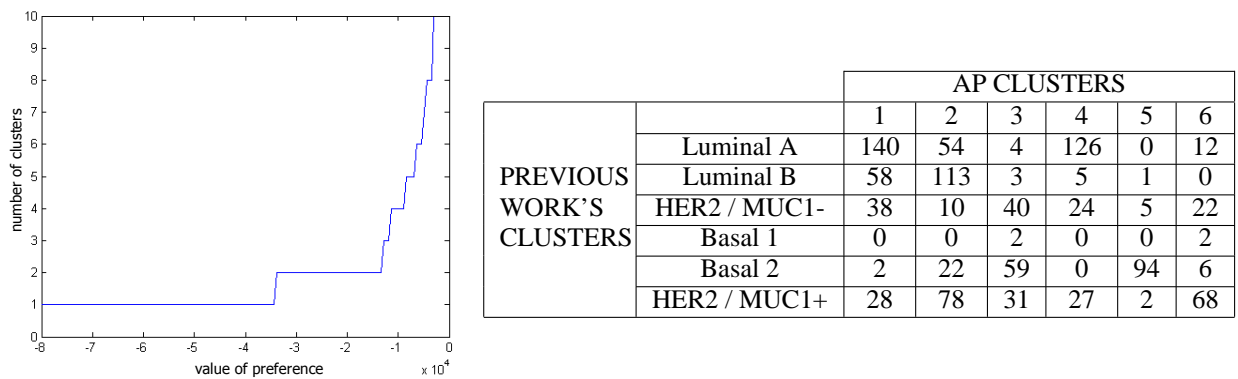 10
9
8
7
6
5
4
3
2
1
0
number of clusters
-8 -7 -6 -5 -4 -3 -2 -1 0
value of preference
x 10^4
AP CLUSTERS
1 2 3 4 5 6
Luminal A 140 54 4 126 0 12
PREVIOUS Luminal B 58 113 3 5 1 0
WORK'S HER2 / MUC1- 38 10 40 24 5 22
CLUSTERS Basal 1 0 0 2 0 0 2
Basal 2 2 22 59 0 94 6
HER2 / MUC1+ 28 78 31 27 2 68